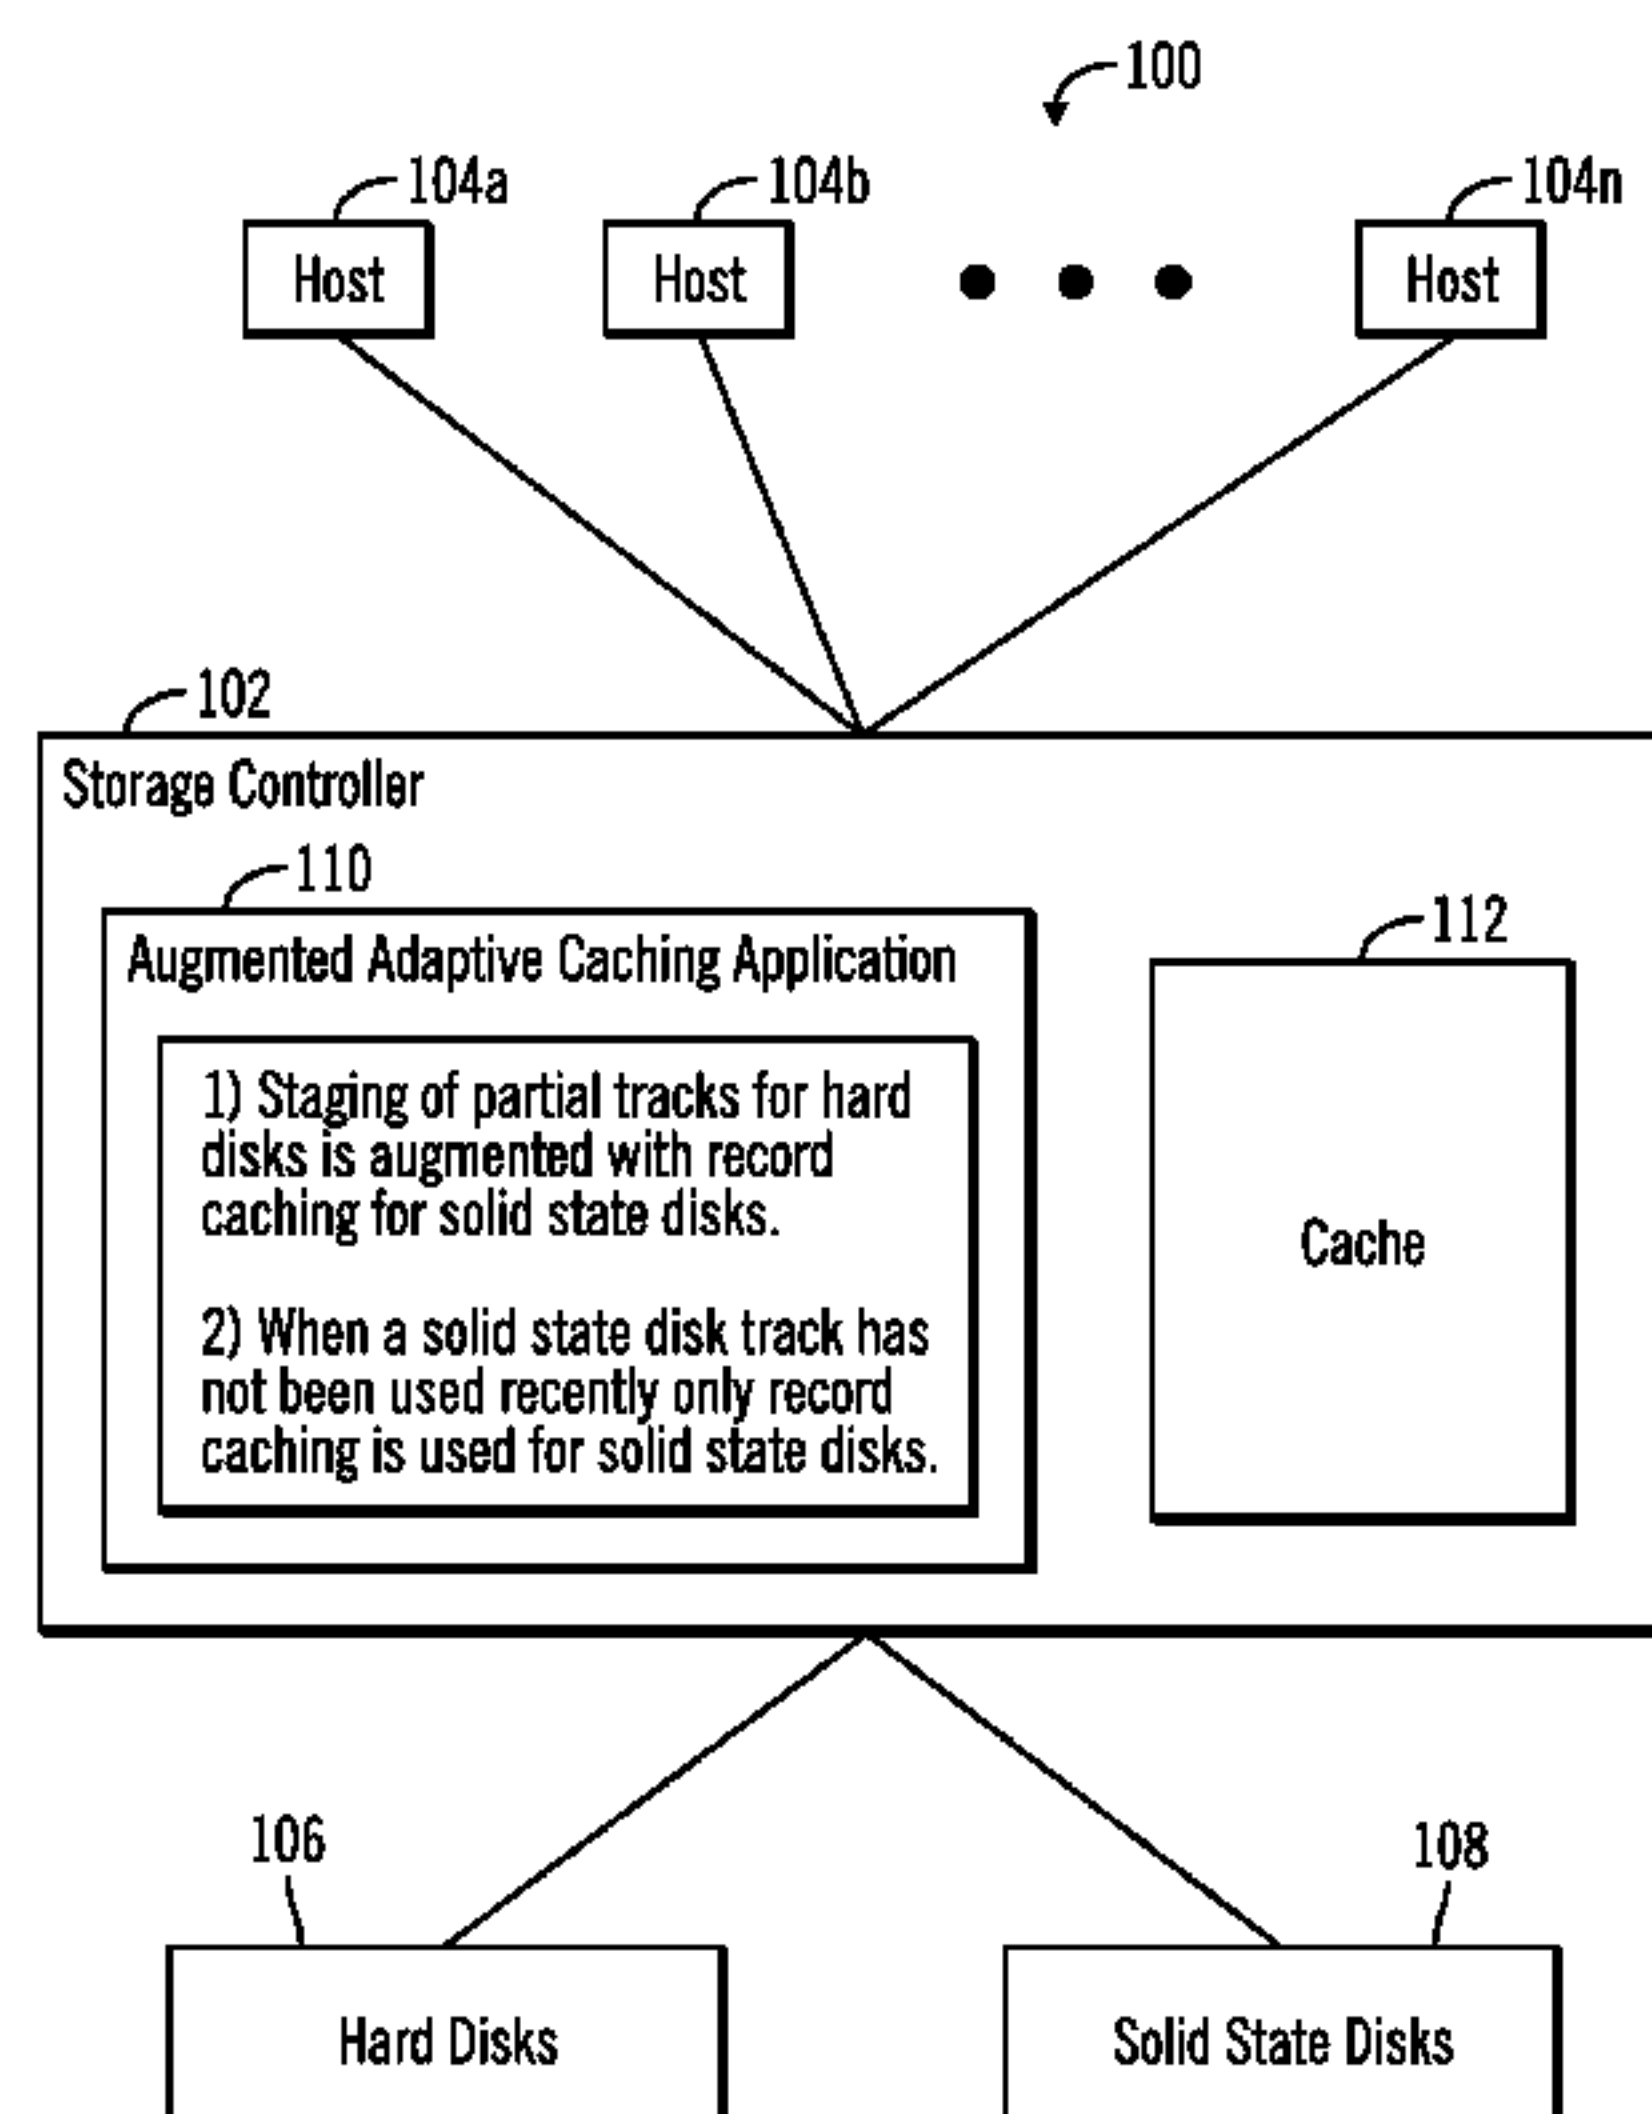 100
104a
104b
104n
Host
Host
Host
102
Storage Controller
110
112
Augmented Adaptive Caching Application
1) Staging of partial tracks for hard
disks is augmented with record
caching for solid state disks.
Cache
2) When a solid state disk track has
not been used recently only record
caching is used for solid state disks.
106
108
Hard Disks
Solid State Disks